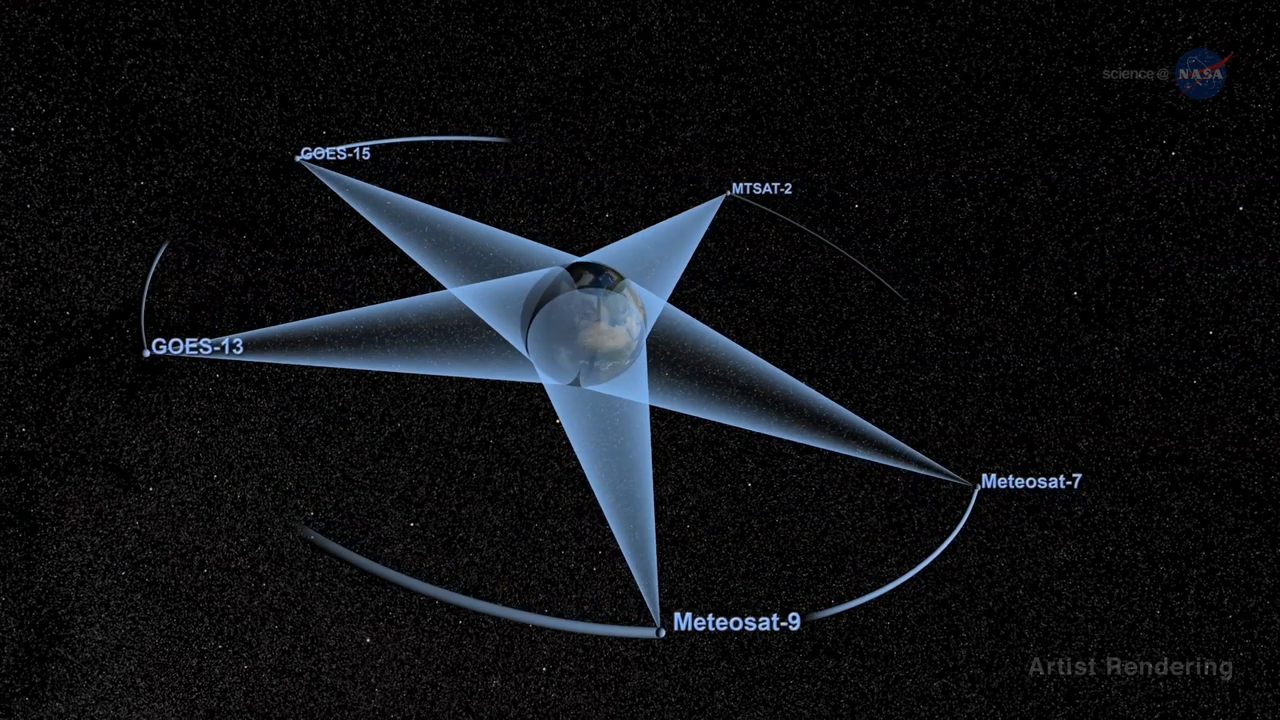 science@ NASA
GOES-15
MTSAT-2
GOES-13
Meteosat-7
Meteosat-9
Artist Rendering